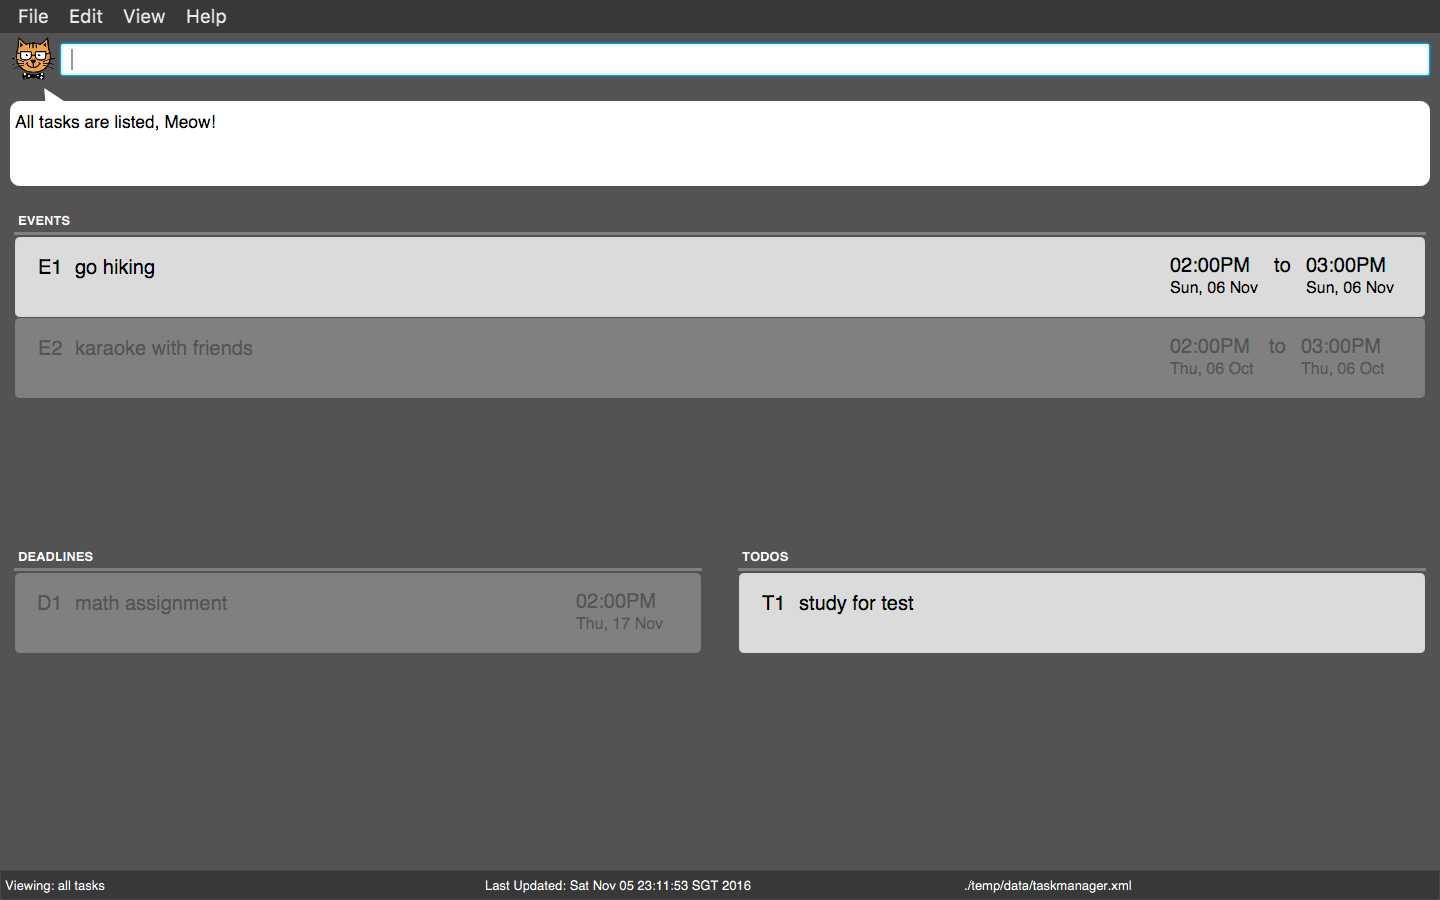 File Edit View Help
All tasks are listed, Meow!
EVENTS
E1 go hiking 02:00PM to 03:00PM
Sun, 06 Nov Sun, 06 Nov
E2 karaoke with friends 02:00PM to 03:00PM
Thu, 06 Oct Thu, 06 Oct
DEADLINES
D1 math assignment 02:00PM
Thu, 17 Nov
TODOS
T1 study for test
Viewing: all tasks Last Updated: Sat Nov 05 23:11:53 SGT 2016 ./temp/data/taskmanager.xml